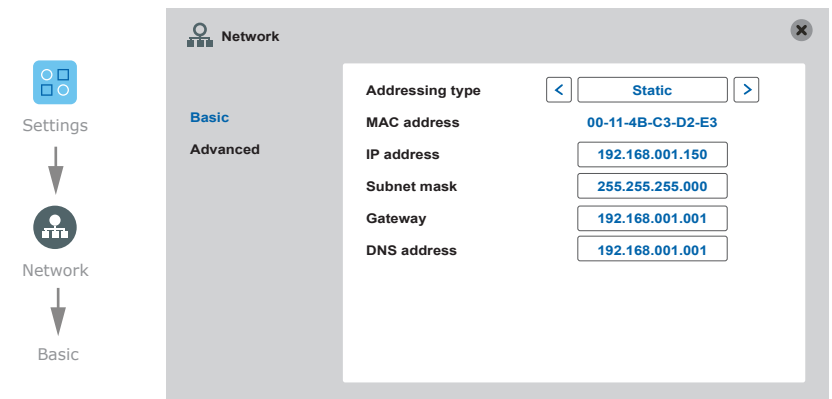 Settings
Network
Basic
Network
Basic
Advanced
Addressing type < Static >
MAC address 00-11-4B-C3-D2-E3
IP address 192.168.001.150
Subnet mask 255.255.255.000
Gateway 192.168.001.001
DNS address 192.168.001.001